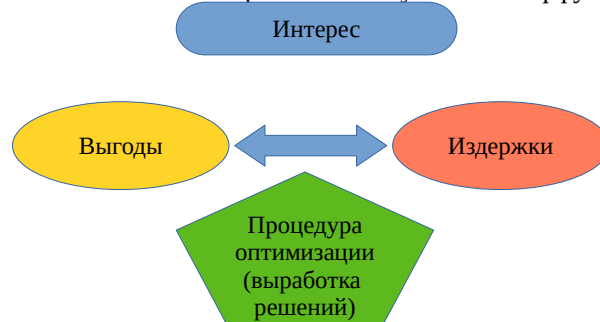 Интерес
Выгоды
Издержки
Процедура
оптимизации
(выработка
решений)